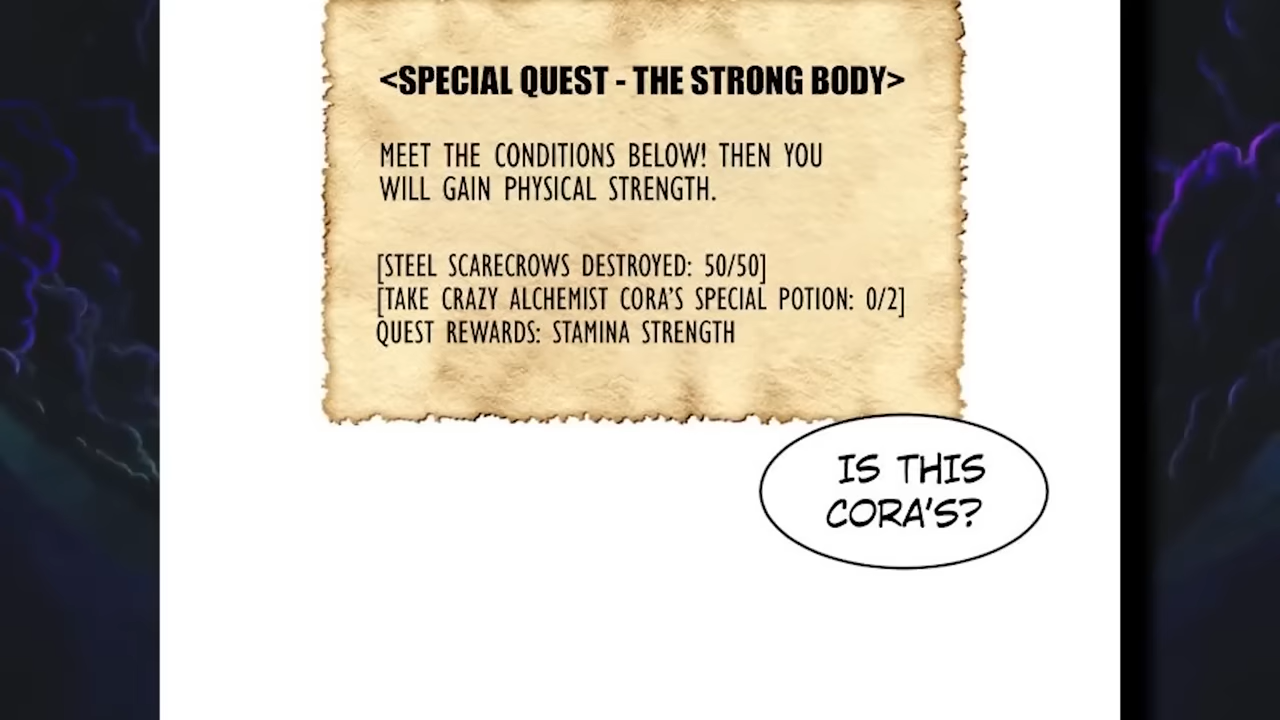 <SPECIAL QUEST - THE STRONG BODY>
MEET THE CONDITIONS BELOW! THEN YOU
WILL GAIN PHYSICAL STRENGTH.
[STEEL SCARECROWS DESTROYED: 50/50]
[TAKE CRAZY ALCHEMIST CORA'S SPECIAL POTION: 0/2]
QUEST REWARDS: STAMINA STRENGTH
IS THIS
CORA'S?